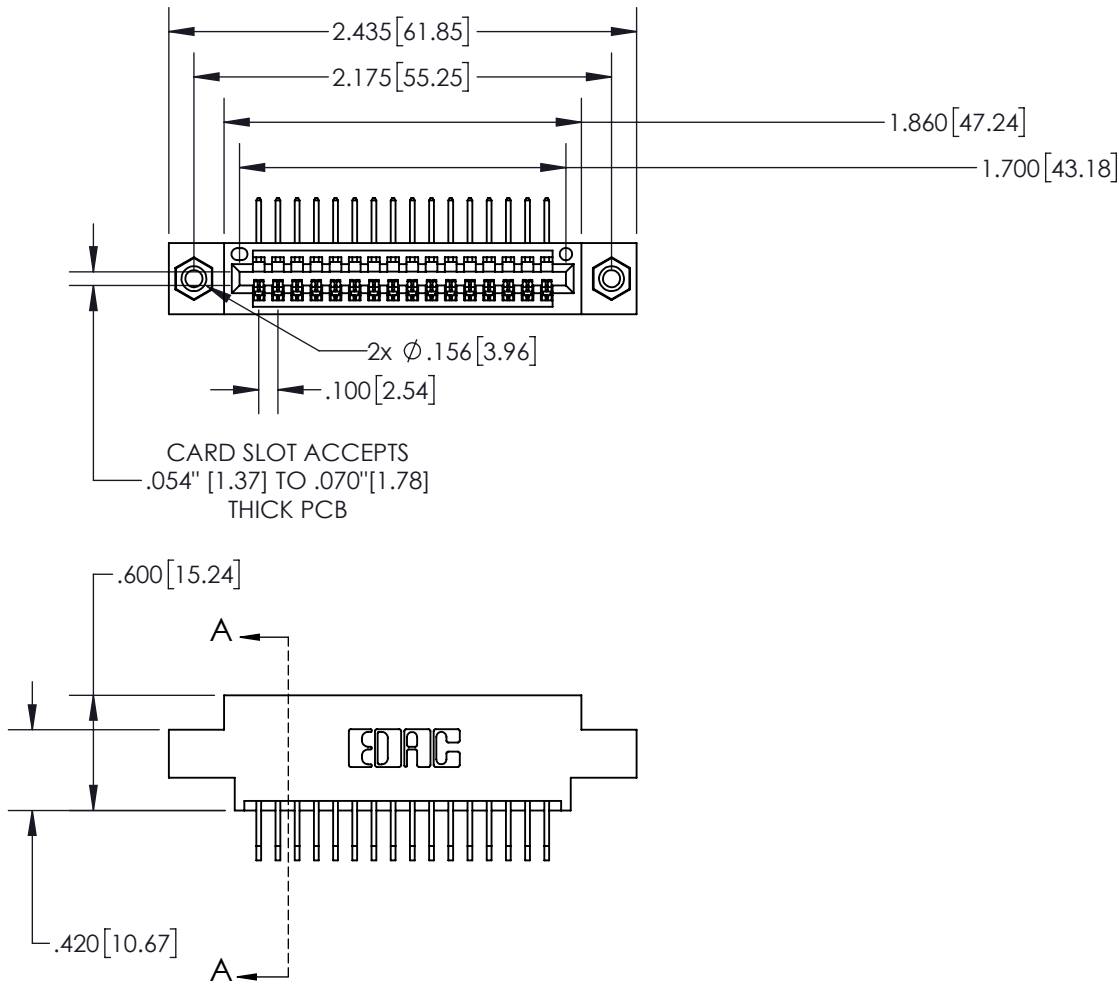 2.435[61.85]
2.175[55.25]
1.860[47.24]
1.700[43.18]
2x Ø.156[3.96]
.100[2.54]
CARD SLOT ACCEPTS
.054" [1.37] TO .070"[1.78]
THICK PCB
.600[15.24]
A
EDAC
.420[10.67]
A